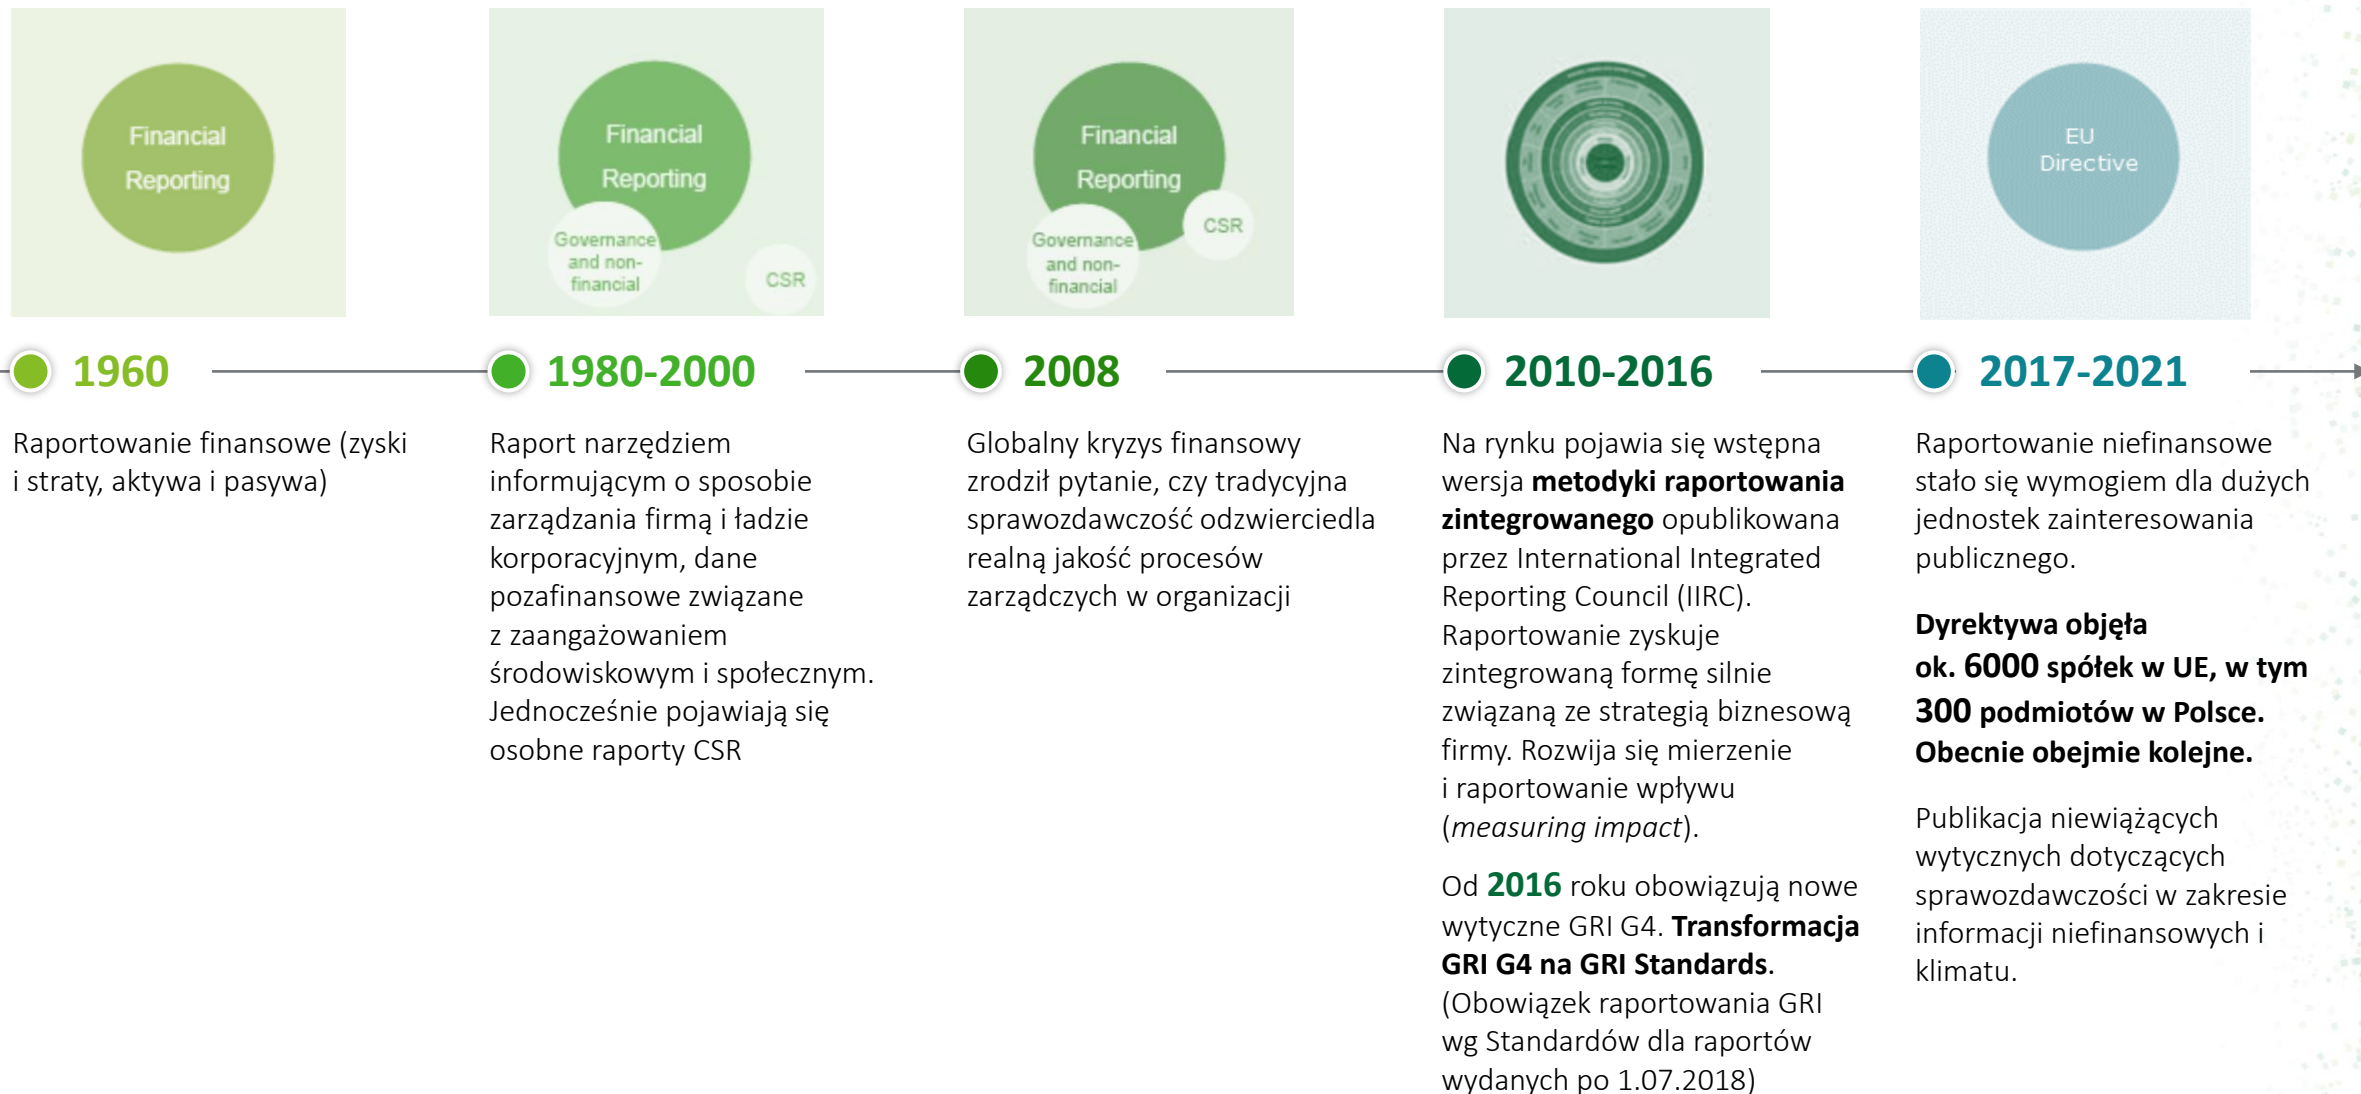 Financial
Reporting
Financial
Reporting
Governance
and non-
financial
CSR
Financial
Reporting
Governance
and non-
financial
CSR
EU
Directive
1960
1980-2000
2008
2010-2016
2017-2021
Raportowanie finansowe (zyski
i straty, aktywa i pasywa)
Raport narzędziem
informującym o sposobie
zarządzania firmą i ładzie
korporacyjnym, dane
pozafinansowe związane
z zaangażowaniem
środowiskowym i społecznym.
Jednocześnie pojawiają się
osobne raporty CSR
Globalny kryzys finansowy
zrodził pytanie, czy tradycyjna
sprawozdawczość odzwierciedla
realną jakość procesów
zarządczych w organizacji
Na rynku pojawia się wstępna
wersja metodyki raportowania
zintegrowanego opublikowana
przez International Integrated
Reporting Council (IIRC).
Raportowanie zyskuje
zintegrowaną formę silnie
związaną ze strategią biznesową
firmy. Rozwija się mierzenie
i raportowanie wpływu
(measuring impact).
Od 2016 roku obowiązują nowe
wytyczne GRI G4. Transformacja
GRI G4 na GRI Standards.
(Obowiązek raportowania GRI
wg Standardów dla raportów
wydanych po 1.07.2018)
Raportowanie niefinansowe
stało się wymogiem dla dużych
jednostek zainteresowania
publicznego.
Dyrektywa objęła
ok. 6000 spółek w UE, w tym
300 podmiotów w Polsce.
Obecnie obejmie kolejne.
Publikacja niewiążących
wytycznych dotyczących
sprawozdawczości w zakresie
informacji niefinansowych i
klimatu.